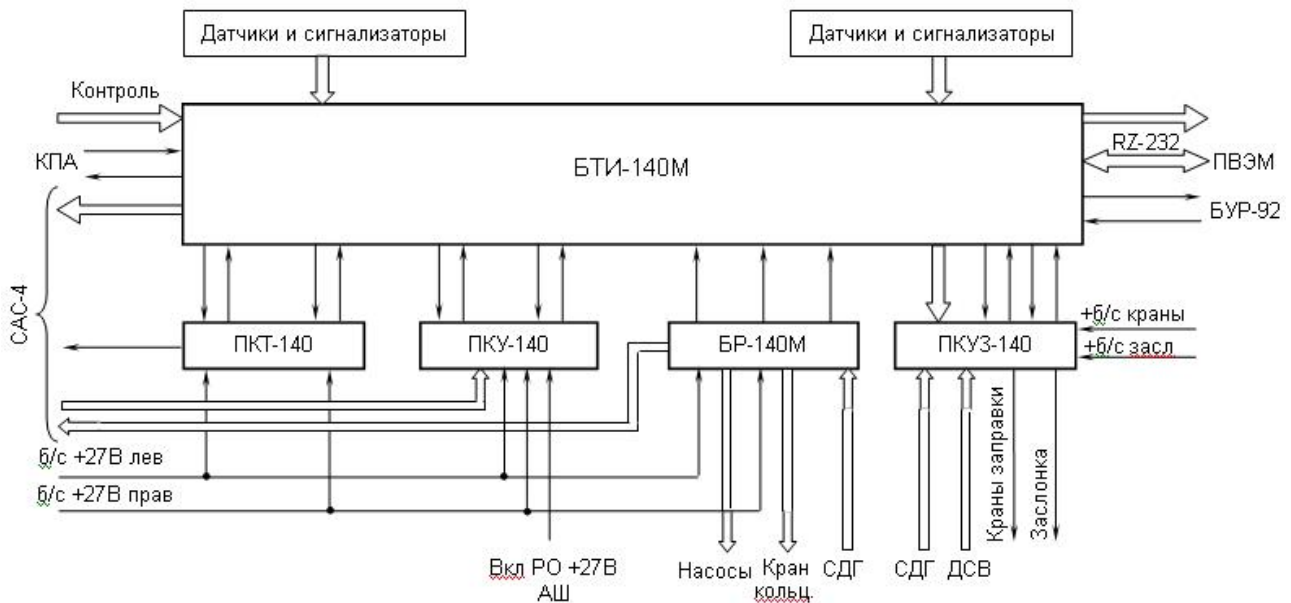 Датчики и сигнализаторы
Датчики и сигнализаторы
Контроль
КПА
БТИ-140М
RZ-232
ПВЭМ
БУР-92
САС-4
ПКТ-140
ПКУ-140
БР-140М
ПКУЗ-140
+б/с краны
+б/с засл
б/с +27В лев
б/с +27В прав
Вкл РО +27В
АШ
Насосы
Кран
кольц.
СДГ
СДГ
ДСВ
Краны заправки
Заслонка